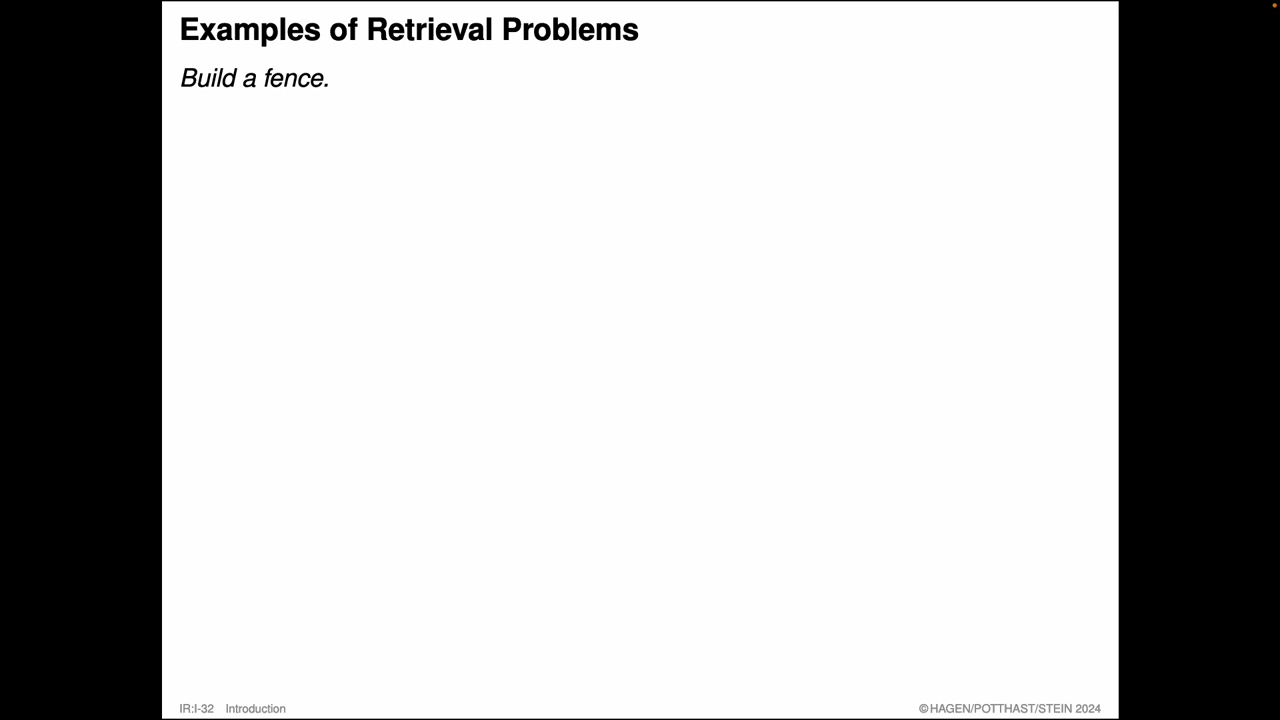 Examples of Retrieval Problems
Build a fence.
IR:I-32 Introduction
©HAGEN/POTTHAST/STEIN 2024